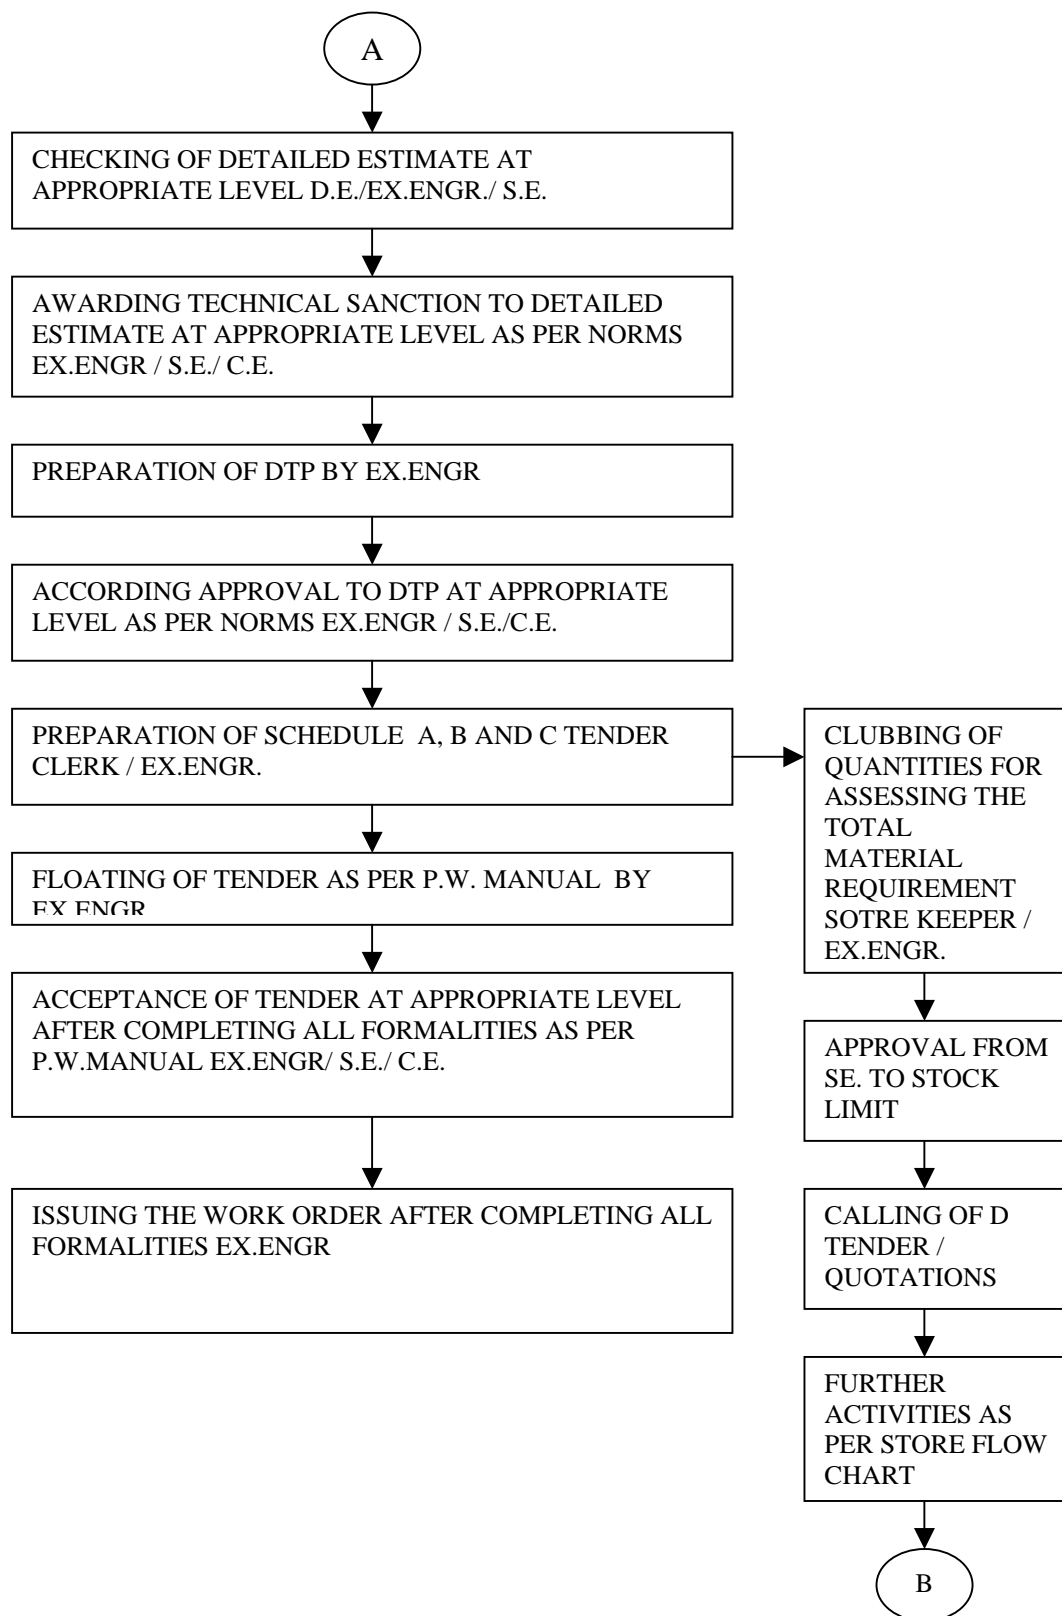 A
CHECKING OF DETAILED ESTIMATE AT
APPROPRIATE LEVEL D.E./EX.ENGR./ S.E.
AWARDING TECHNICAL SANCTION TO DETAILED
ESTIMATE AT APPROPRIATE LEVEL AS PER NORMS
EX.ENGR / S.E./ C.E.
PREPARATION OF DTP BY EX.ENGR
ACCORDING APPROVAL TO DTP AT APPROPRIATE
LEVEL AS PER NORMS EX.ENGR / S.E./C.E.
PREPARATION OF SCHEDULE  A, B AND C TENDER
CLERK / EX.ENGR.
FLOATING OF TENDER AS PER P.W. MANUAL  BY
EX.ENGR
ACCEPTANCE OF TENDER AT APPROPRIATE LEVEL
AFTER COMPLETING ALL FORMALITIES AS PER
P.W.MANUAL EX.ENGR/ S.E./ C.E.
ISSUING THE WORK ORDER AFTER COMPLETING ALL
FORMALITIES EX.ENGR
CLUBBING OF
QUANTITIES FOR
ASSESSING THE
TOTAL
MATERIAL
REQUIREMENT
SOTRE KEEPER /
EX.ENGR.
APPROVAL FROM
SE. TO STOCK
LIMIT
CALLING OF D
TENDER /
QUOTATIONS
FURTHER
ACTIVITIES AS
PER STORE FLOW
CHART
B